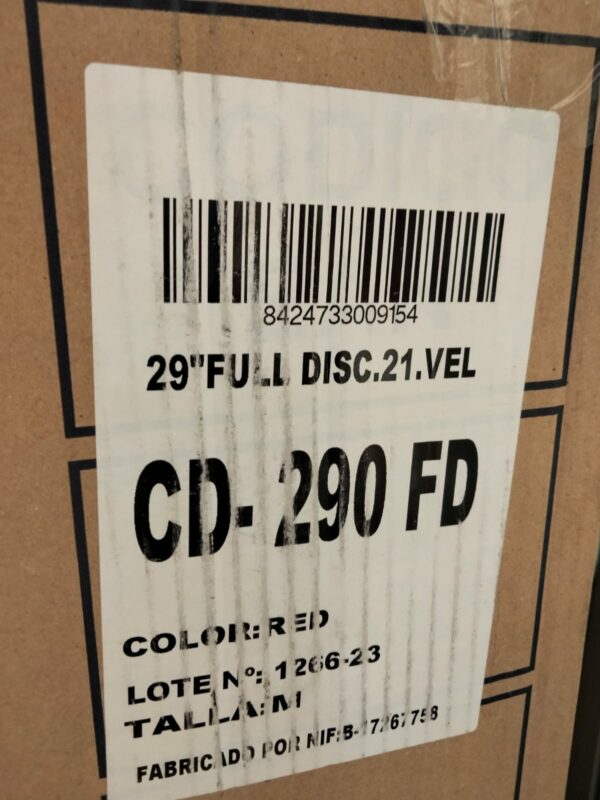 8424733009154
29"FULL DISC.21.VEL
CD- 290 FD
COLOR: RED
LOTE Nº: 1266-23
TALLA: M
FABRICADO POR NIF:B-17267758